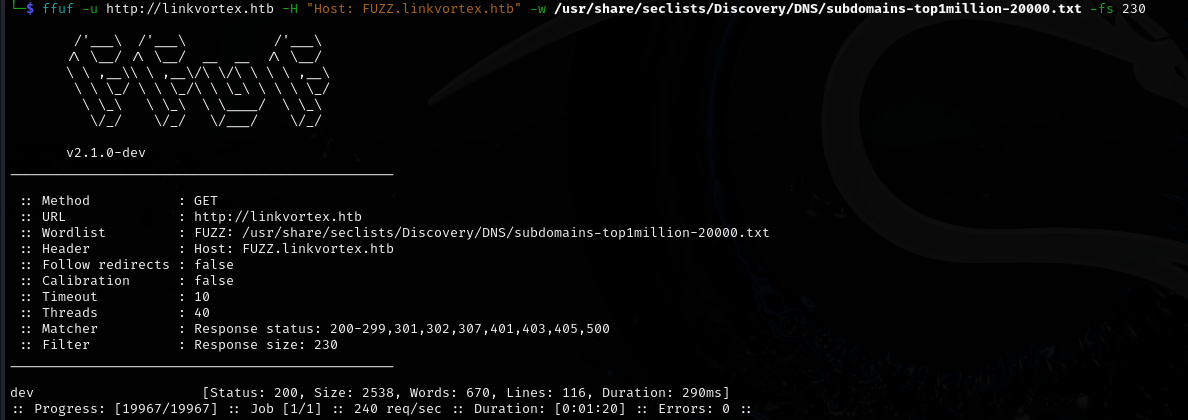 └─$ ffuf -u http://linkvortex.htb -H "Host: FUZZ.linkvortex.htb" -w /usr/share/seclists/Discovery/DNS/subdomains-top1million-20000.txt -fs 230
        /'___\  /'___\           /'___\
       /\ \__/ /\ \__/  __  __  /\ \__/
       \ \ ,__\\ \ ,__\/\ \/\ \ \ \ ,__\
        \ \ \_/ \ \ \_/\ \ \_\ \ \ \ \_/
         \ \_\   \ \_\  \ \____/  \ \_\
          \/_/    \/_/   \/___/    \/_/
       v2.1.0-dev
________________________________________________
 :: Method           : GET
 :: URL              : http://linkvortex.htb
 :: Wordlist         : FUZZ: /usr/share/seclists/Discovery/DNS/subdomains-top1million-20000.txt
 :: Header           : Host: FUZZ.linkvortex.htb
 :: Follow redirects : false
 :: Calibration      : false
 :: Timeout          : 10
 :: Threads          : 40
 :: Matcher          : Response status: 200-299,301,302,307,401,403,405,500
 :: Filter           : Response size: 230
________________________________________________
dev                     [Status: 200, Size: 2538, Words: 670, Lines: 116, Duration: 290ms]
:: Progress: [19967/19967] :: Job [1/1] :: 240 req/sec :: Duration: [0:01:20] :: Errors: 0 ::